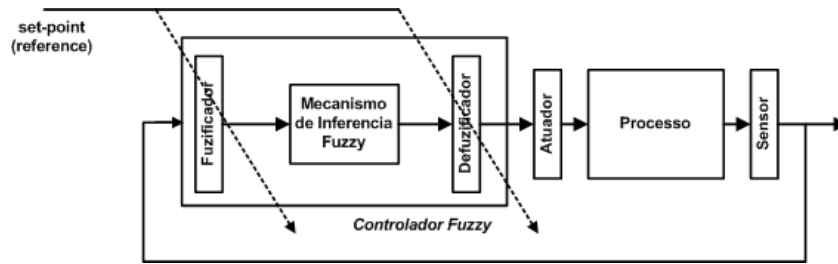 set-point
(reference)
Fuzificador
Mecanismo
de Inferencia
Fuzzy
Defuzificador
Atuador
Processo
Sensor
Controlador Fuzzy